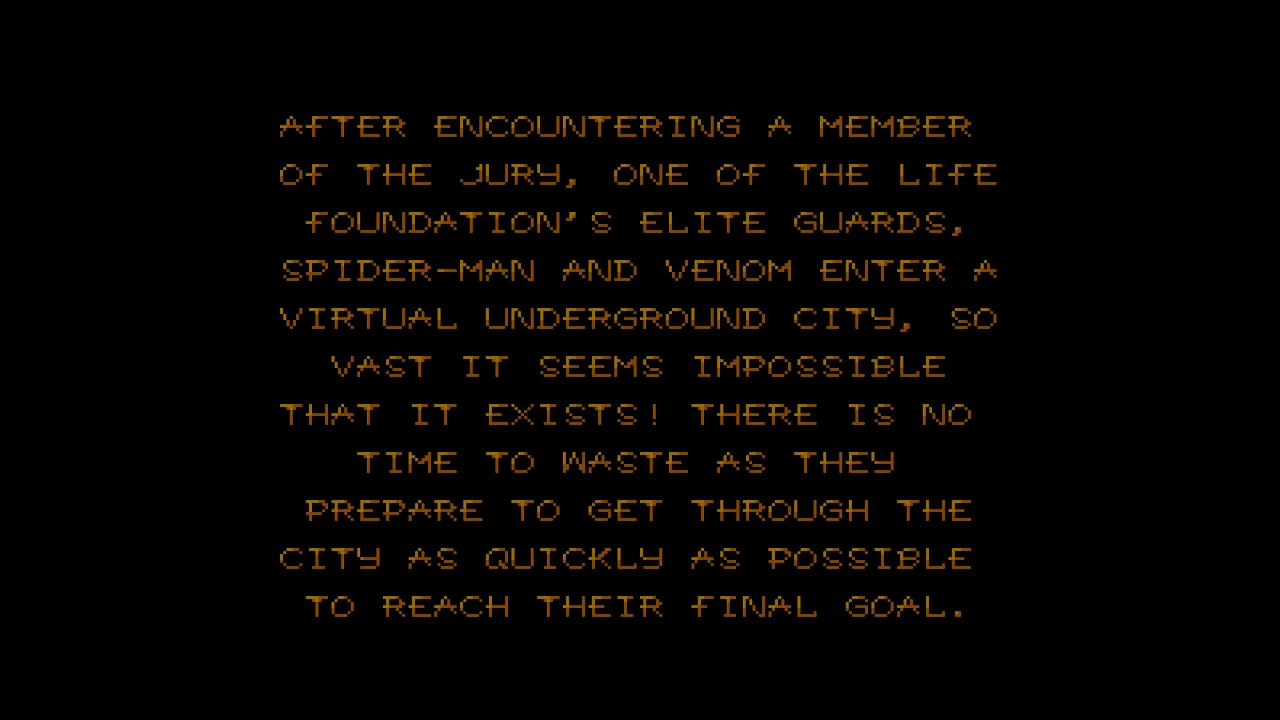 AFTER ENCOUNTERING A MEMBER
OF THE JURY, ONE OF THE LIFE
FOUNDATION'S ELITE GUARDS,
SPIDER-MAN AND VENOM ENTER A
VIRTUAL UNDERGROUND CITY, SO
VAST IT SEEMS IMPOSSIBLE
THAT IT EXISTS! THERE IS NO
TIME TO WASTE AS THEY
PREPARE TO GET THROUGH THE
CITY AS QUICKLY AS POSSIBLE
TO REACH THEIR FINAL GOAL.